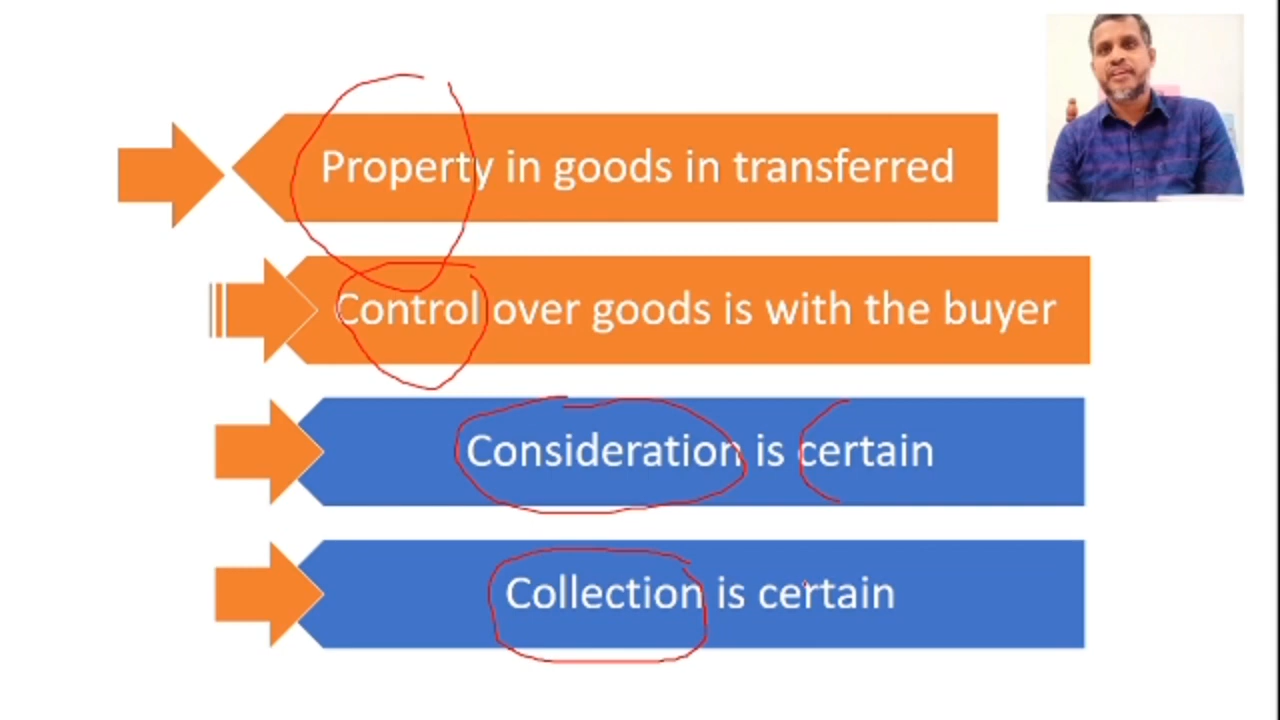 Property in goods in transferred
Control over goods is with the buyer
Consideration is certain
Collection is certain